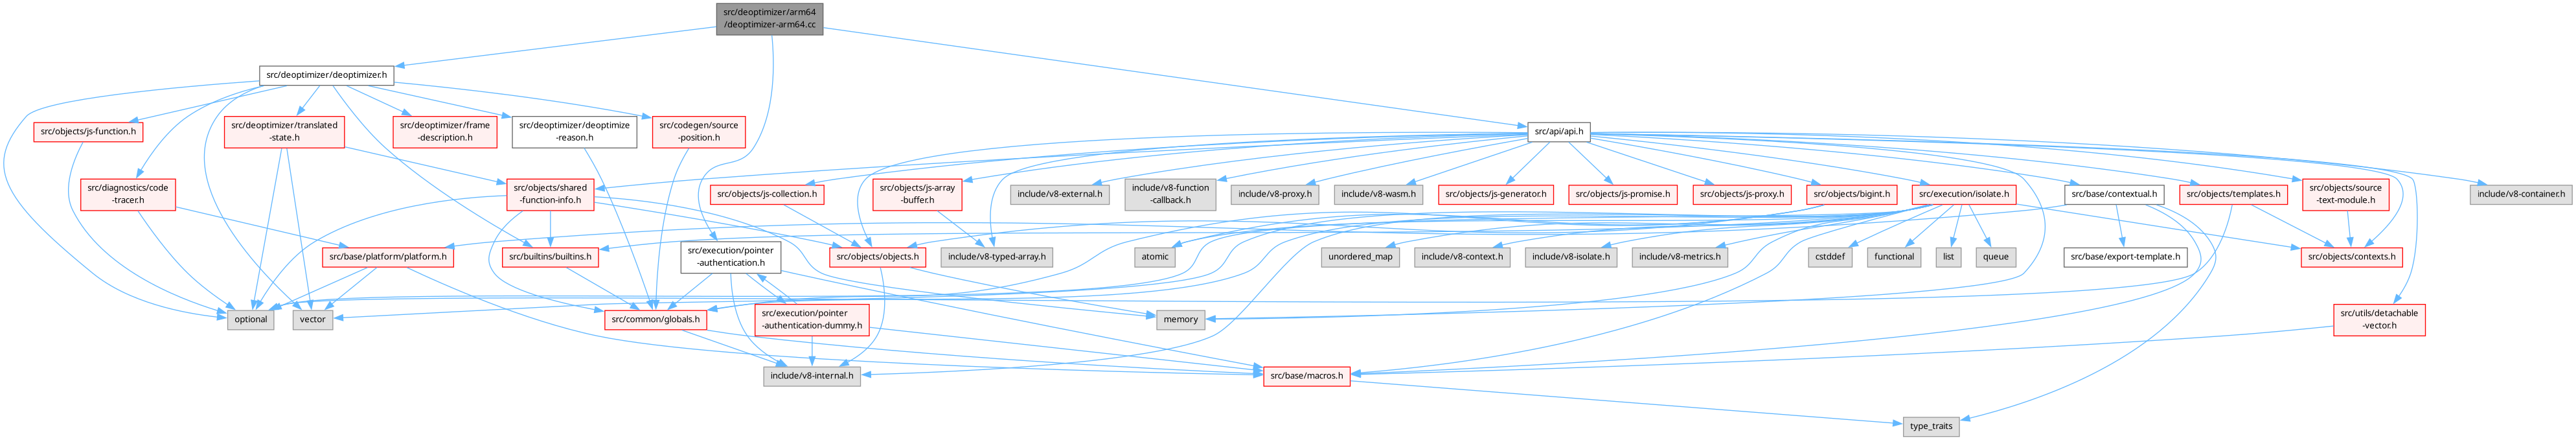 src/deoptimizer/arm64
/deoptimizer-arm64.cc
src/deoptimizer/deoptimizer.h
src/api/api.h
src/objects/js-function.h
src/deoptimizer/translated
-state.h
src/deoptimizer/frame
-description.h
src/deoptimizer/deoptimize
-reason.h
src/codegen/source
-position.h
src/diagnostics/code
-tracer.h
src/objects/shared
-function-info.h
src/objects/js-collection.h
src/objects/js-array
-buffer.h
include/v8-external.h
include/v8-function
-callback.h
include/v8-proxy.h
include/v8-wasm.h
src/objects/js-generator.h
src/objects/js-promise.h
src/objects/js-proxy.h
src/objects/bigint.h
src/execution/isolate.h
src/base/contextual.h
src/objects/templates.h
src/objects/source
-text-module.h
include/v8-container.h
src/base/platform/platform.h
src/builtins/builtins.h
src/execution/pointer
-authentication.h
src/objects/objects.h
include/v8-typed-array.h
atomic
unordered_map
include/v8-context.h
include/v8-isolate.h
include/v8-metrics.h
cstddef
functional
list
queue
src/base/export-template.h
src/objects/contexts.h
optional
vector
src/common/globals.h
src/execution/pointer
-authentication-dummy.h
memory
src/utils/detachable
-vector.h
include/v8-internal.h
src/base/macros.h
type_traits